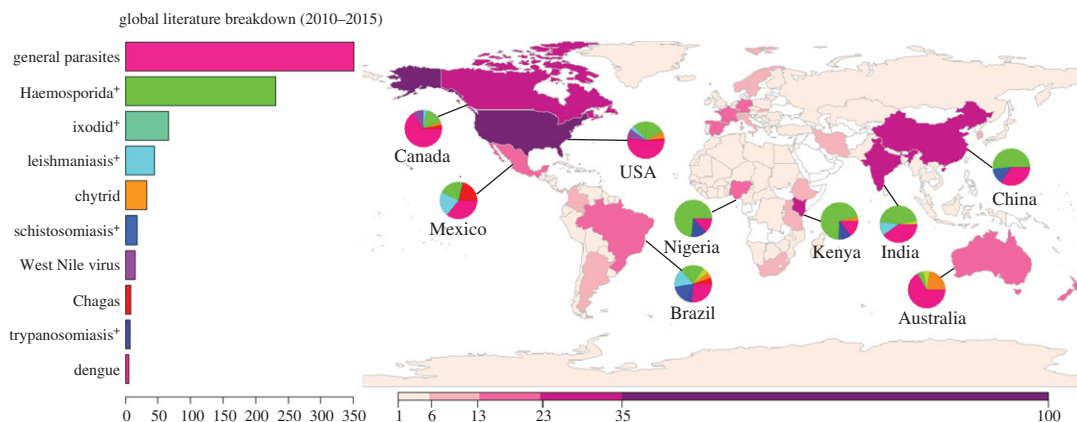 global literature breakdown (2010–2015)
general parasites
Haemosporida⁺
ixodid⁺
leishmaniasis⁺
chytrid
schistosomiasis⁺
West Nile virus
Chagas
trypanosomiasis⁺
dengue
0 50 100 150 200 250 300 350
Canada
USA
Mexico
Brazil
Nigeria
Kenya
India
China
Australia
1 6 13 23 35 100